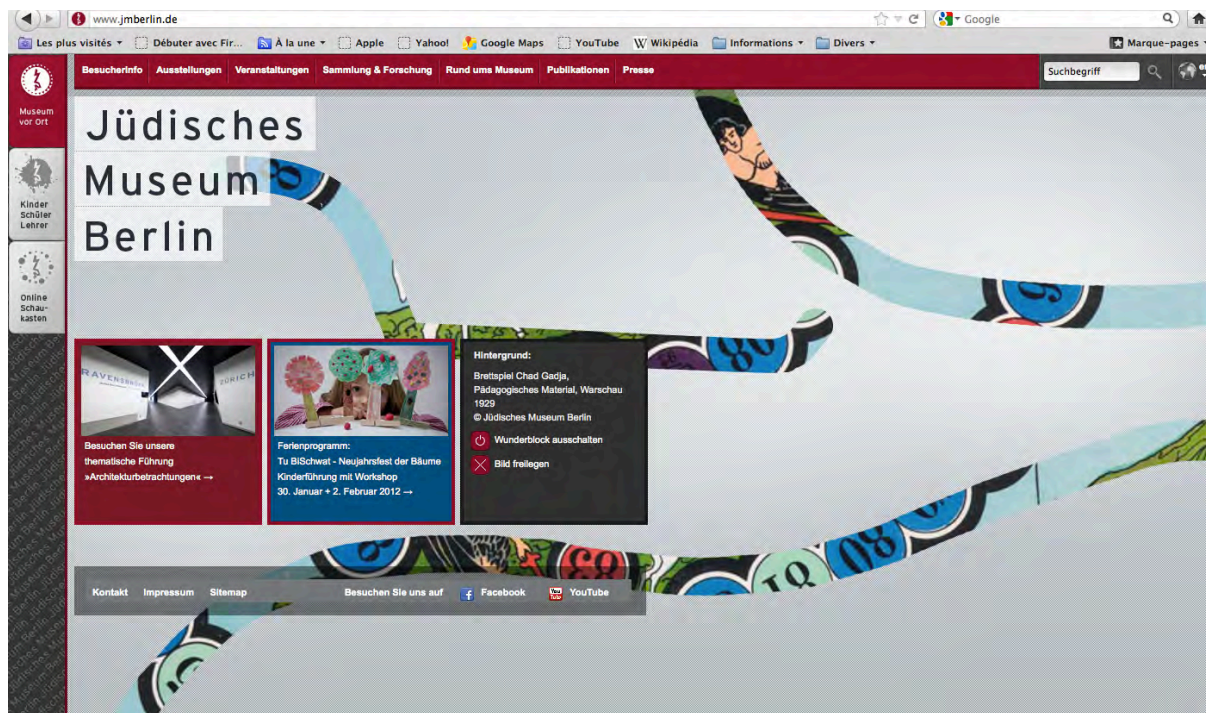 www.jmberlin.de
Google
Les plus visités
Débuter avec Fir...
À la une
Apple
Yahoo!
Google Maps
YouTube
Wikipédia
Informations
Divers
Marque-pages
BesucherInfo
Ausstellungen
Veranstaltungen
Sammlung & Forschung
Rund ums Museum
Publikationen
Presse
Suchbegriff
Museum
vor Ort
Kinder
Schüler
Lehrer
Online
Schau-
kasten
Jüdisches
Museum
Berlin
RAVENSBRÜCK
ZÜRICH
Besuchen Sie unsere
thematische Führung
»Architekturbetrachtungen« →
Ferienprogramm:
Tu BiSchwat - Neujahrsfest der Bäume
Kinderführung mit Workshop
30. Januar + 2. Februar 2012 →
Hintergrund:
Brettspiel Chad Gadja,
Pädagogisches Material, Warschau
1929
© Jüdisches Museum Berlin
Wunderblock ausschalten
Bild freilegen
Kontakt
Impressum
Sitemap
Besuchen Sie uns auf
Facebook
YouTube